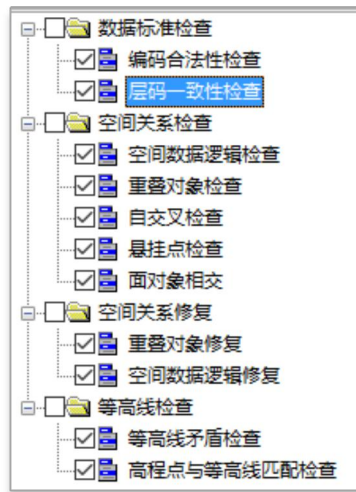 数据标准检查
编码合法性检查
层码一致性检查
空间关系检查
空间数据逻辑检查
重叠对象检查
自交叉检查
悬挂点检查
面对象相交
空间关系修复
重叠对象修复
空间数据逻辑修复
等高线检查
等高线矛盾检查
高程点与等高线匹配检查